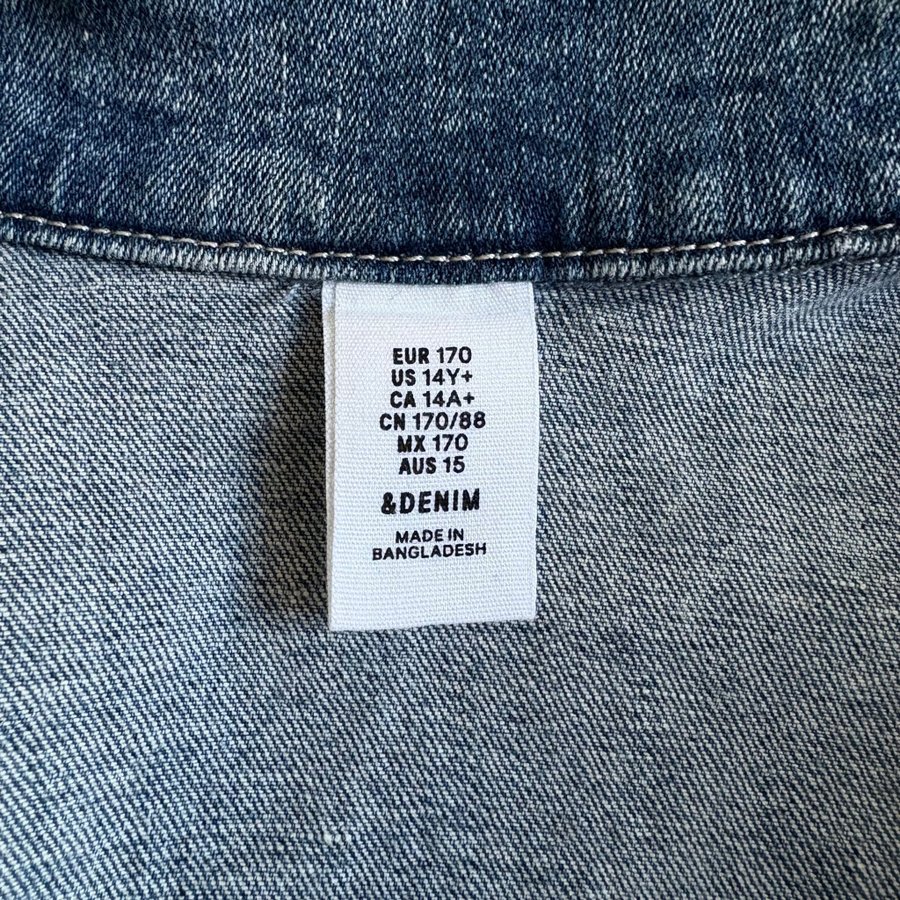 EUR 170
US 14Y+
CA 14A+
CN 170/88
MX 170
AUS 15
&DENIM
MADE IN
BANGLADESH